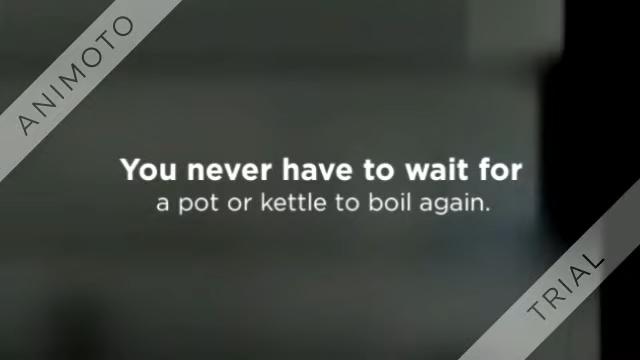 ANIMOTO
You never have to wait for
a pot or kettle to boil again.
TRIAL